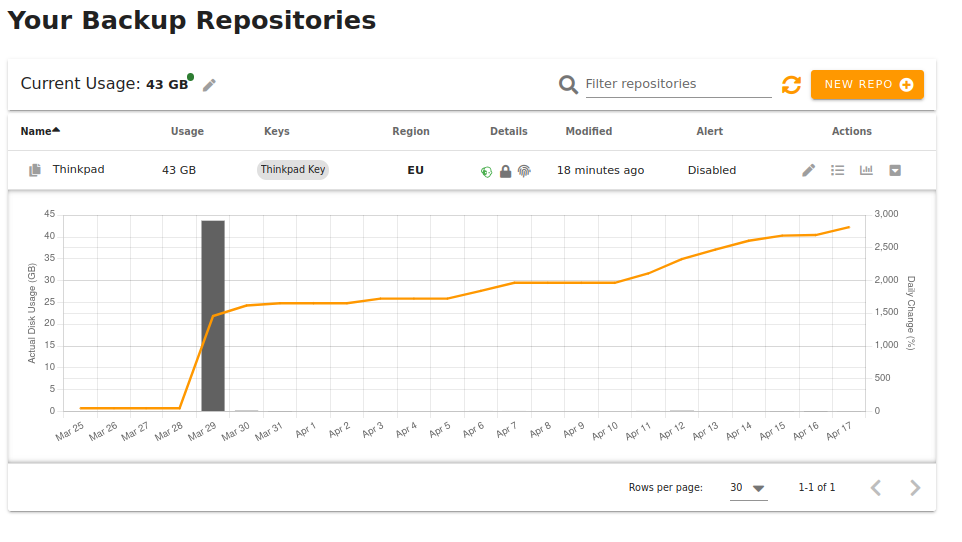 Your Backup Repositories
Current Usage: 43 GB
Filter repositories
NEW REPO
Name Usage Keys Region Details Modified Alert Actions
Thinkpad 43 GB Thinkpad Key EU 18 minutes ago Disabled
Actual Disk Usage (GB)
45
40
35
30
25
20
15
10
5
0
3,000
2,500
2,000
1,500
1,000
500
0
Daily Change (%)
Mar 25 Mar 26 Mar 27 Mar 28 Mar 29 Mar 30 Mar 31 Apr 1 Apr 2 Apr 3 Apr 4 Apr 5 Apr 6 Apr 7 Apr 8 Apr 9 Apr 10 Apr 11 Apr 12 Apr 13 Apr 14 Apr 15 Apr 16 Apr 17
Rows per page: 30 1-1 of 1